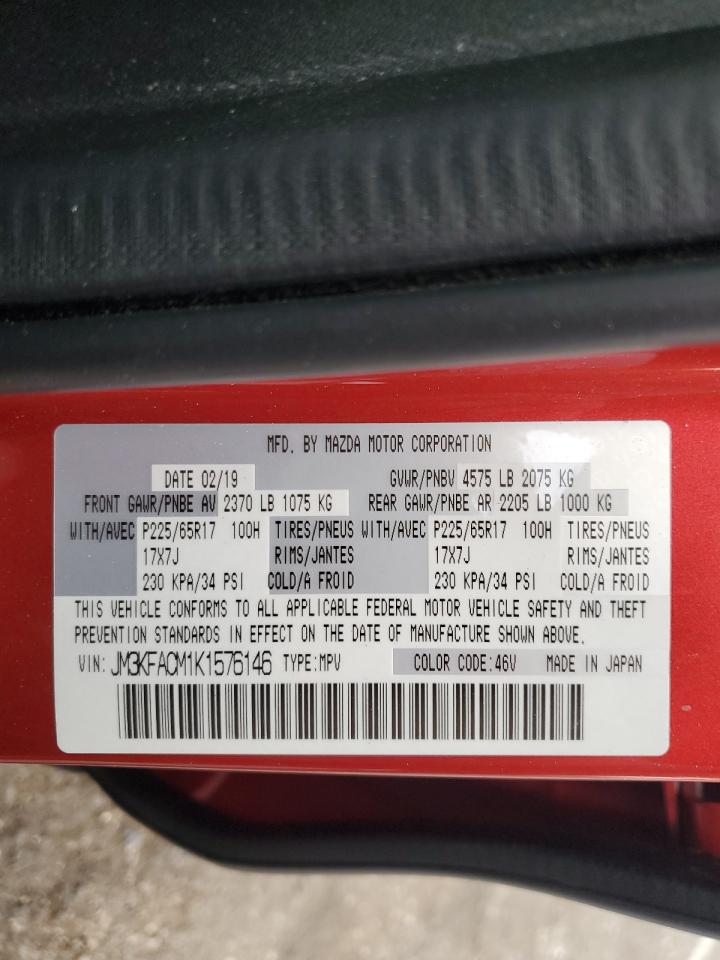 MFD. BY MAZDA MOTOR CORPORATION
DATE 02/19 GVWR/PNBV 4575 LB 2075 KG
FRONT GAWR/PNBE AV 2370 LB 1075 KG REAR GAWR/PNBE AR 2205 LB 1000 KG
WITH/AVEC P225/65R17 100H TIRES/PNEUS WITH/AVEC P225/65R17 100H TIRES/PNEUS
17X7J RIMS/JANTES 17X7J RIMS/JANTES
230 KPA/34 PSI COLD/A FROID 230 KPA/34 PSI COLD/A FROID
THIS VEHICLE CONFORMS TO ALL APPLICABLE FEDERAL MOTOR VEHICLE SAFETY AND THEFT
PREVENTION STANDARDS IN EFFECT ON THE DATE OF MANUFACTURE SHOWN ABOVE.
VIN: JM3KFACM1K1576146 TYPE:MPV COLOR CODE:46V MADE IN JAPAN